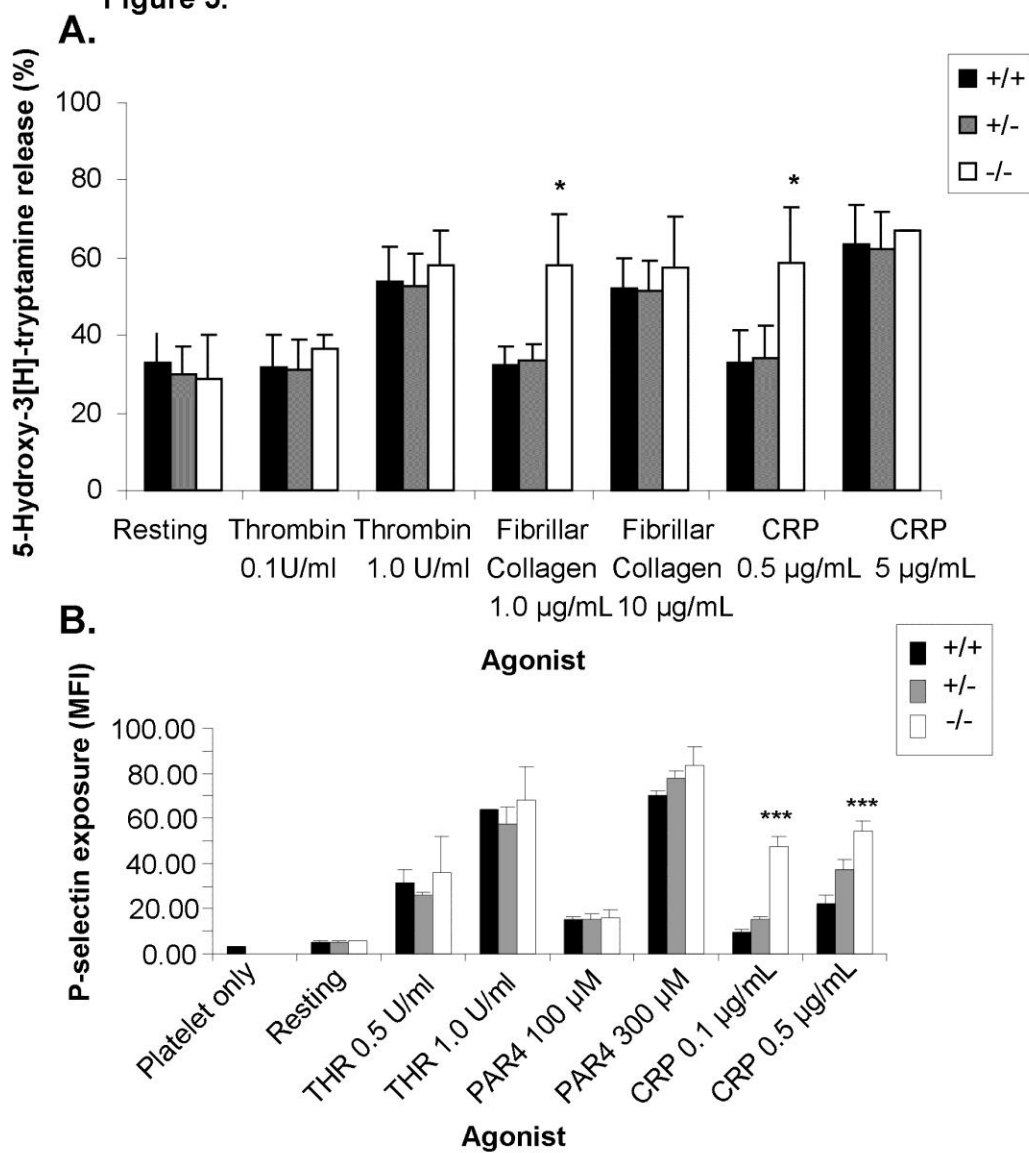 Figure 5.
A.
5-Hydroxy-3[H]-tryptamine release (%)
100
80
60
40
20
0
*
*
+/+
+/-
-/-
Resting
Thrombin
0.1U/ml
Thrombin
1.0 U/ml
Fibrillar
Collagen
1.0 µg/mL
Fibrillar
Collagen
10 µg/mL
CRP
0.5 µg/mL
CRP
5 µg/mL
Agonist
B.
P-selectin exposure (MFI)
100.00
80.00
60.00
40.00
20.00
0.00
***
***
+/+
+/-
-/-
Platelet only
Resting
THR 0.5 U/ml
THR 1.0 U/ml
PAR4 100 µM
PAR4 300 µM
CRP 0.1 µg/mL
CRP 0.5 µg/mL
Agonist